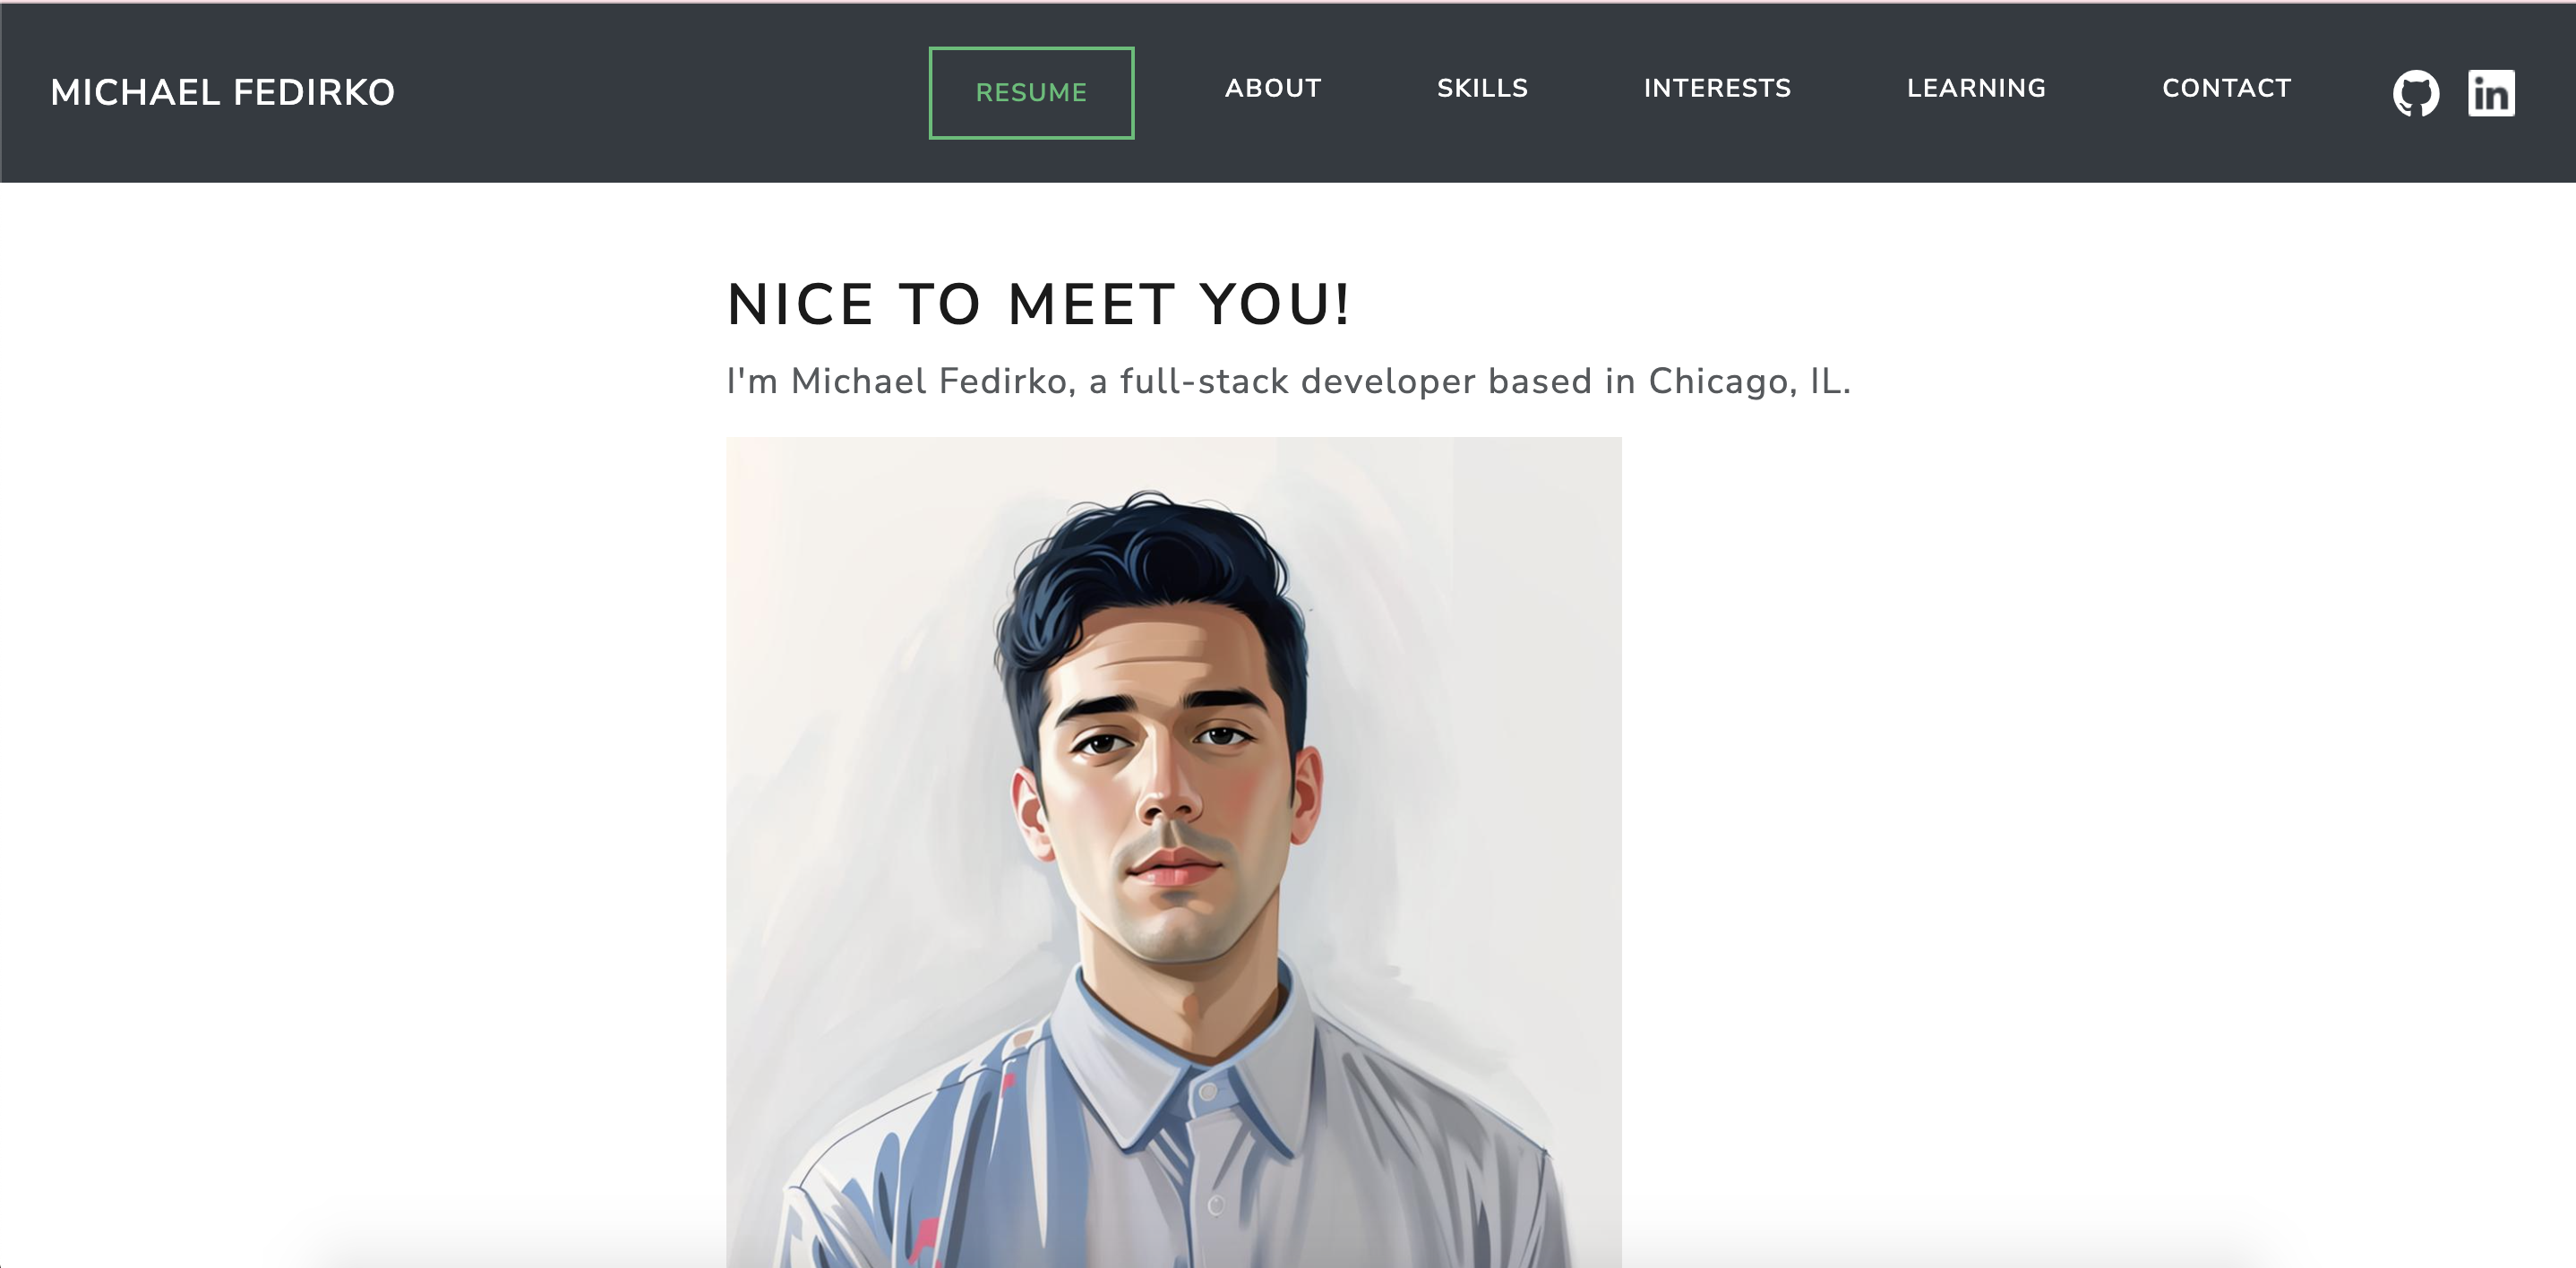 MICHAEL FEDIRKO
RESUME
ABOUT
SKILLS
INTERESTS
LEARNING
CONTACT
in
NICE TO MEET YOU!
I'm Michael Fedirko, a full-stack developer based in Chicago, IL.